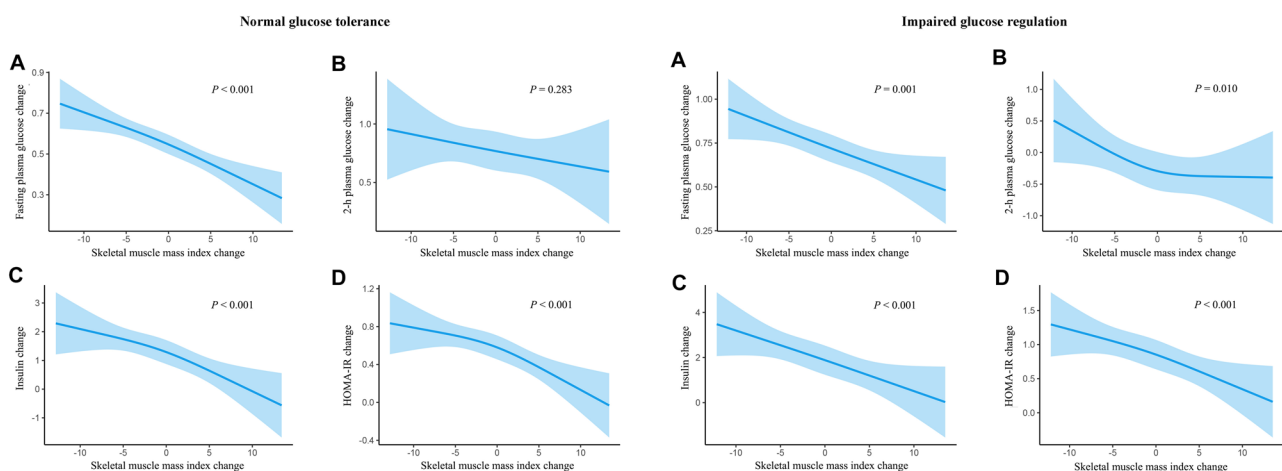 Normal glucose tolerance
A
P < 0.001
Fasting plasma glucose change
0.9
0.7
0.5
0.3
-10 -5 0 5 10
Skeletal muscle mass index change
B
P = 0.283
2-h plasma glucose change
1.0
0.5
-10 -5 0 5 10
Skeletal muscle mass index change
C
P < 0.001
Insulin change
3
2
1
0
-1
-10 -5 0 5 10
Skeletal muscle mass index change
D
P < 0.001
HOMA-IR change
1.2
0.8
0.4
0.0
-0.4
-10 -5 0 5 10
Skeletal muscle mass index change
Impaired glucose regulation
A
P = 0.001
Fasting plasma glucose change
1.00
0.75
0.50
0.25
-10 -5 0 5 10
Skeletal muscle mass index change
B
P = 0.010
2-h plasma glucose change
1.0
0.5
0.0
-0.5
-1.0
-10 -5 0 5 10
Skeletal muscle mass index change
C
P < 0.001
Insulin change
4
2
0
-10 -5 0 5 10
Skeletal muscle mass index change
D
P < 0.001
HOMA-IR change
1.5
1.0
0.5
0.0
-10 -5 0 5 10
Skeletal muscle mass index change